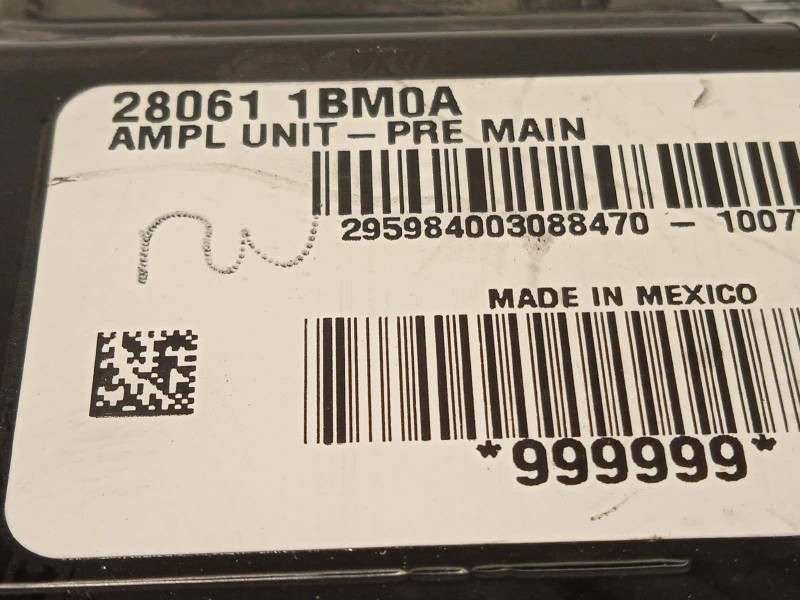 28061 1BM0A
AMPL UNIT – PRE MAIN
295984003088470 – 1007
MADE IN MEXICO
*999999*